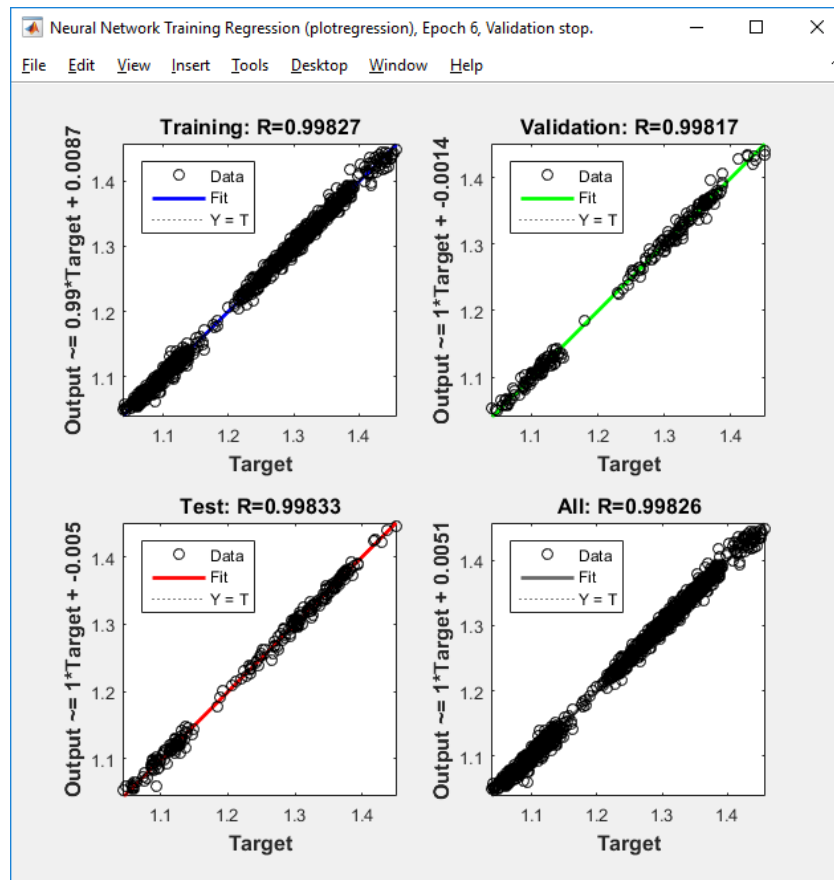 Neural Network Training Regression (plotregression), Epoch 6, Validation stop.
File Edit View Insert Tools Desktop Window Help
Training: R=0.99827
Output ~= 0.99*Target + 0.0087
Data
Fit
Y = T
1.4
1.3
1.2
1.1
1.1 1.2 1.3 1.4
Target
Validation: R=0.99817
Output ~= 1*Target + -0.0014
Data
Fit
Y = T
1.4
1.3
1.2
1.1
1.1 1.2 1.3 1.4
Target
Test: R=0.99833
Output ~= 1*Target + -0.005
Data
Fit
Y = T
1.4
1.3
1.2
1.1
1.1 1.2 1.3 1.4
Target
All: R=0.99826
Output ~= 1*Target + 0.0051
Data
Fit
Y = T
1.4
1.3
1.2
1.1
1.1 1.2 1.3 1.4
Target